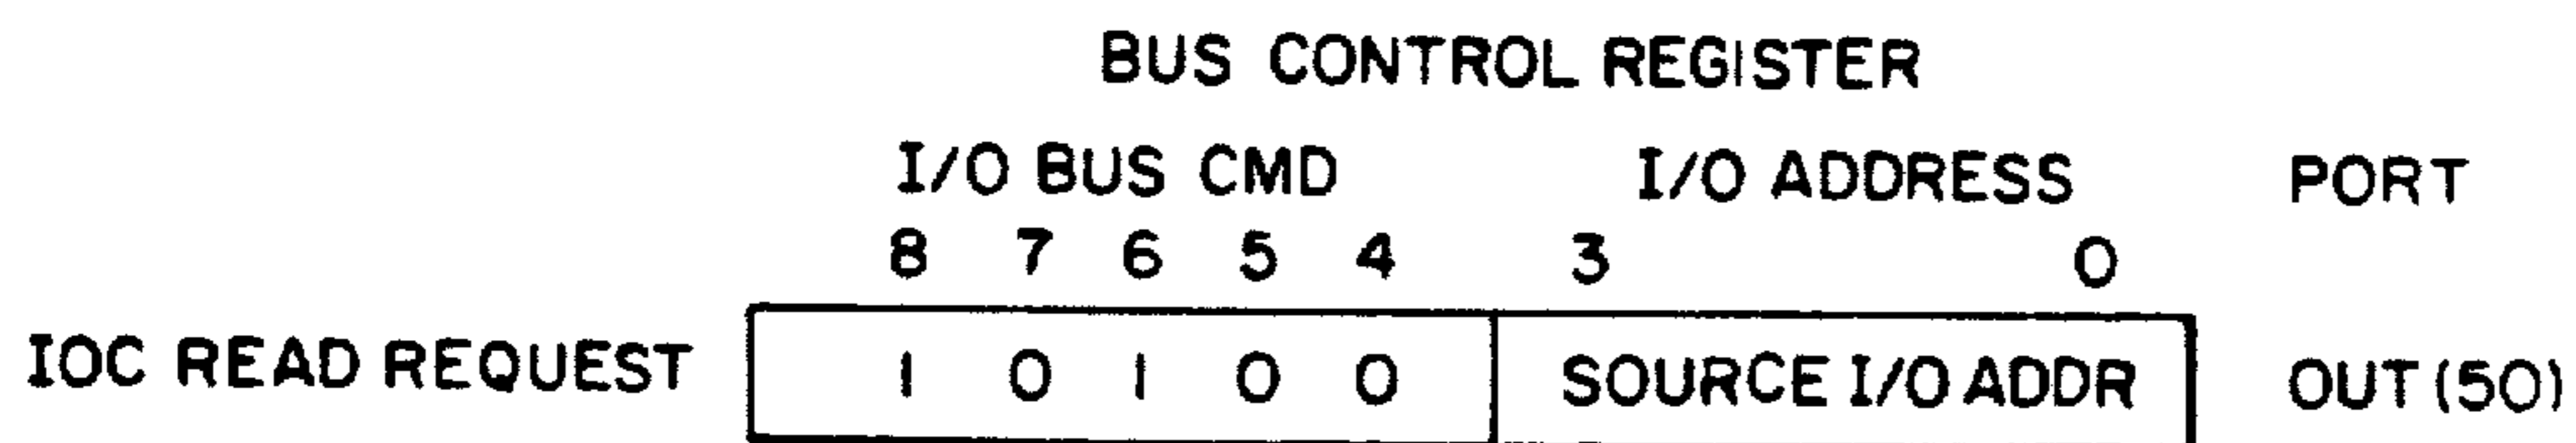 BUS CONTROL REGISTER
I/O BUS CMD I/O ADDRESS PORT
8 7 6 5 4 3 0
IOC READ REQUEST 1 0 1 0 0 SOURCE I/O ADDR OUT (50)